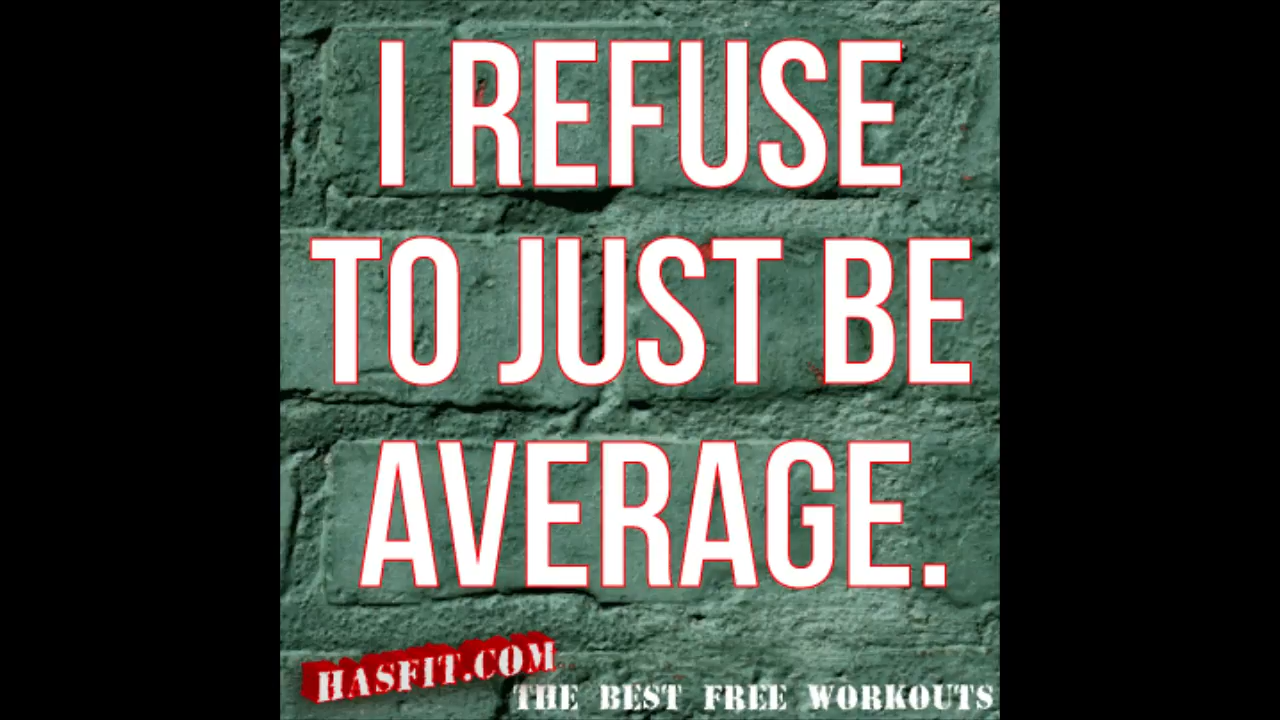 I REFUSE
TO JUST BE
AVERAGE.
HASFIT.COM
THE BEST FREE WORKOUTS